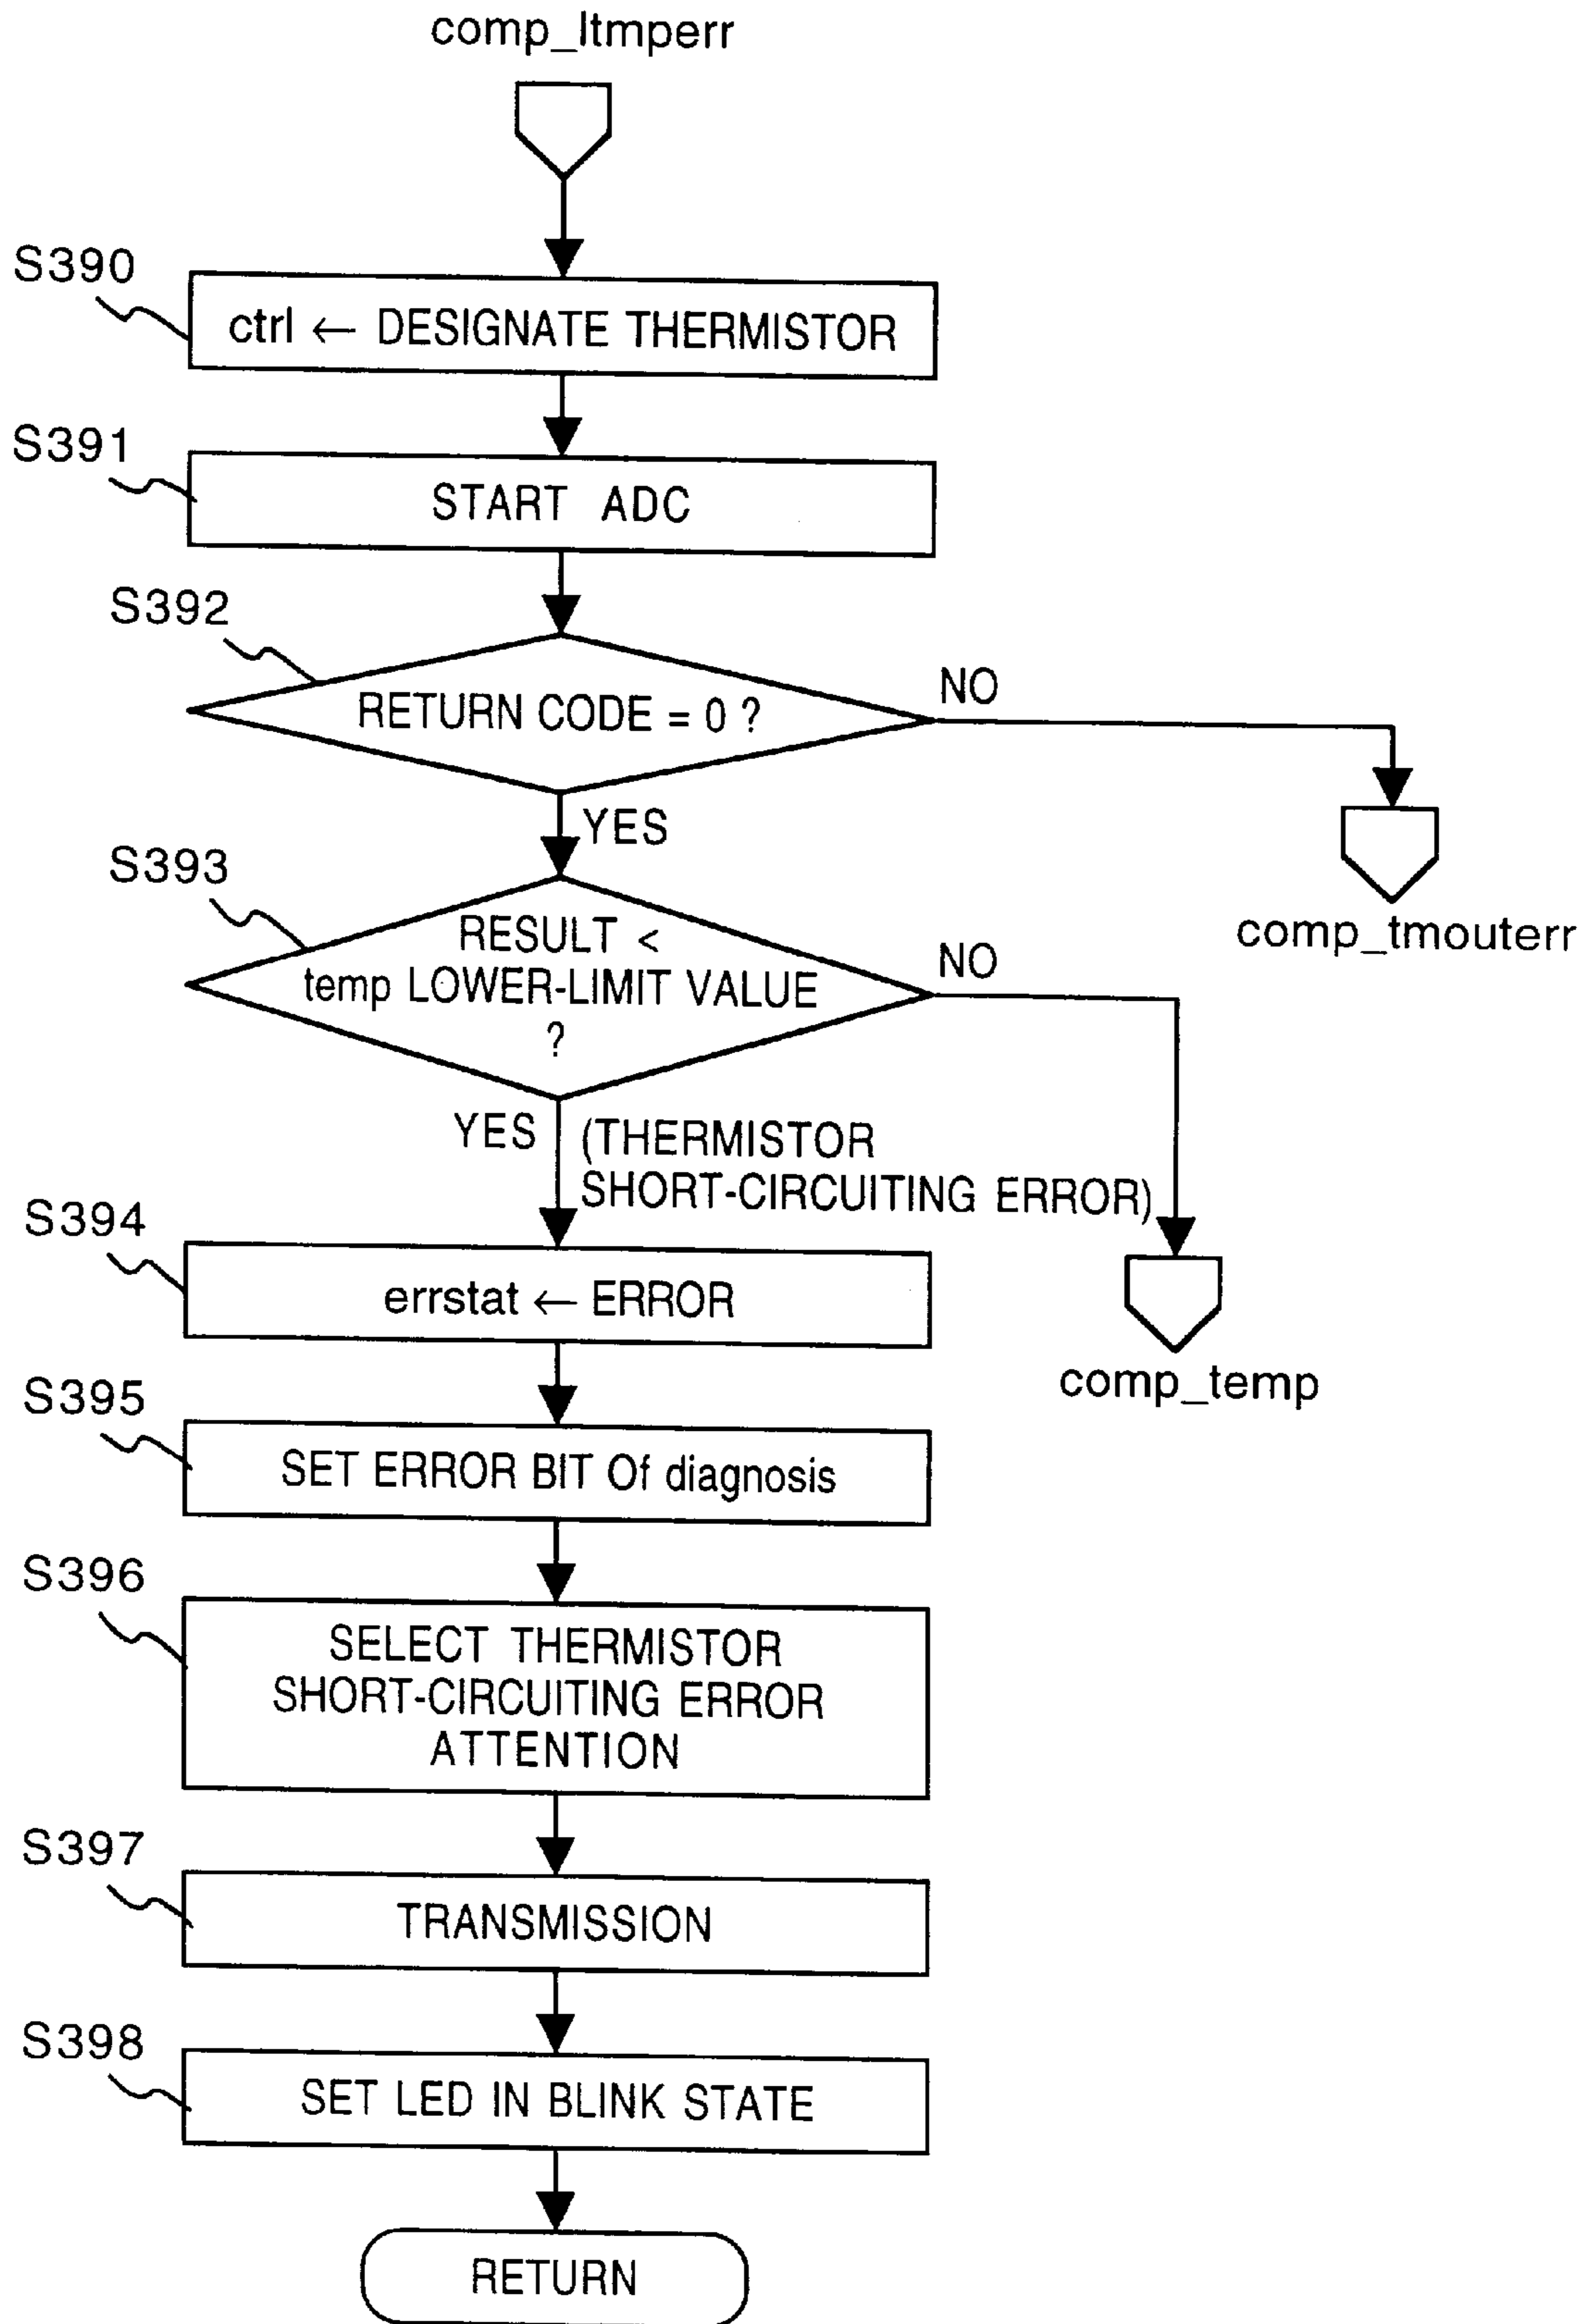 comp_ltmperr
S390
ctrl ← DESIGNATE THERMISTOR
S391
START ADC
S392
RETURN CODE = 0 ?
NO
YES
comp_tmouterr
S393
RESULT <
temp LOWER-LIMIT VALUE
?
NO
YES
(THERMISTOR
SHORT-CIRCUITING ERROR)
comp_temp
S394
errstat ← ERROR
S395
SET ERROR BIT Of diagnosis
S396
SELECT THERMISTOR
SHORT-CIRCUITING ERROR
ATTENTION
S397
TRANSMISSION
S398
SET LED IN BLINK STATE
RETURN